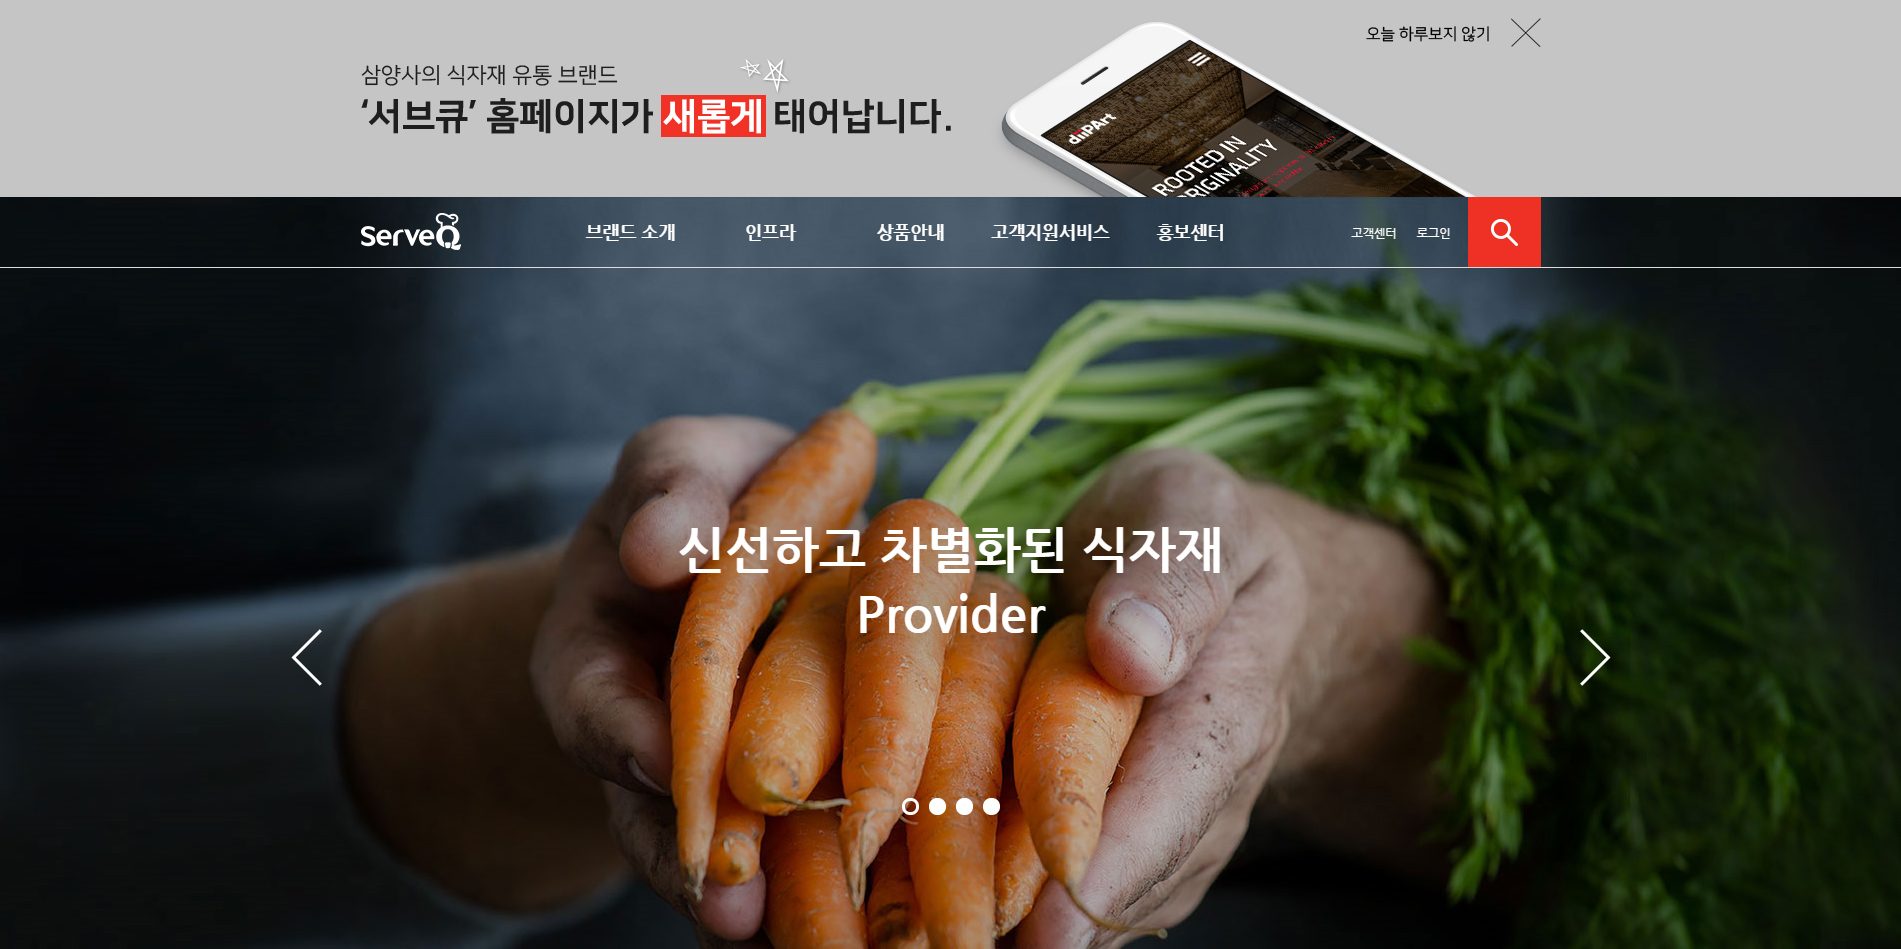 오늘 하루보지 않기
삼양사의 식자재 유통 브랜드
‘서브큐’ 홈페이지가 새롭게 태어납니다.
diiPArt
ROOTED IN
ORIGINALITY
ServeQ
브랜드 소개
인프라
상품안내
고객지원서비스
홍보센터
고객센터
로그인
신선하고 차별화된 식자재
Provider